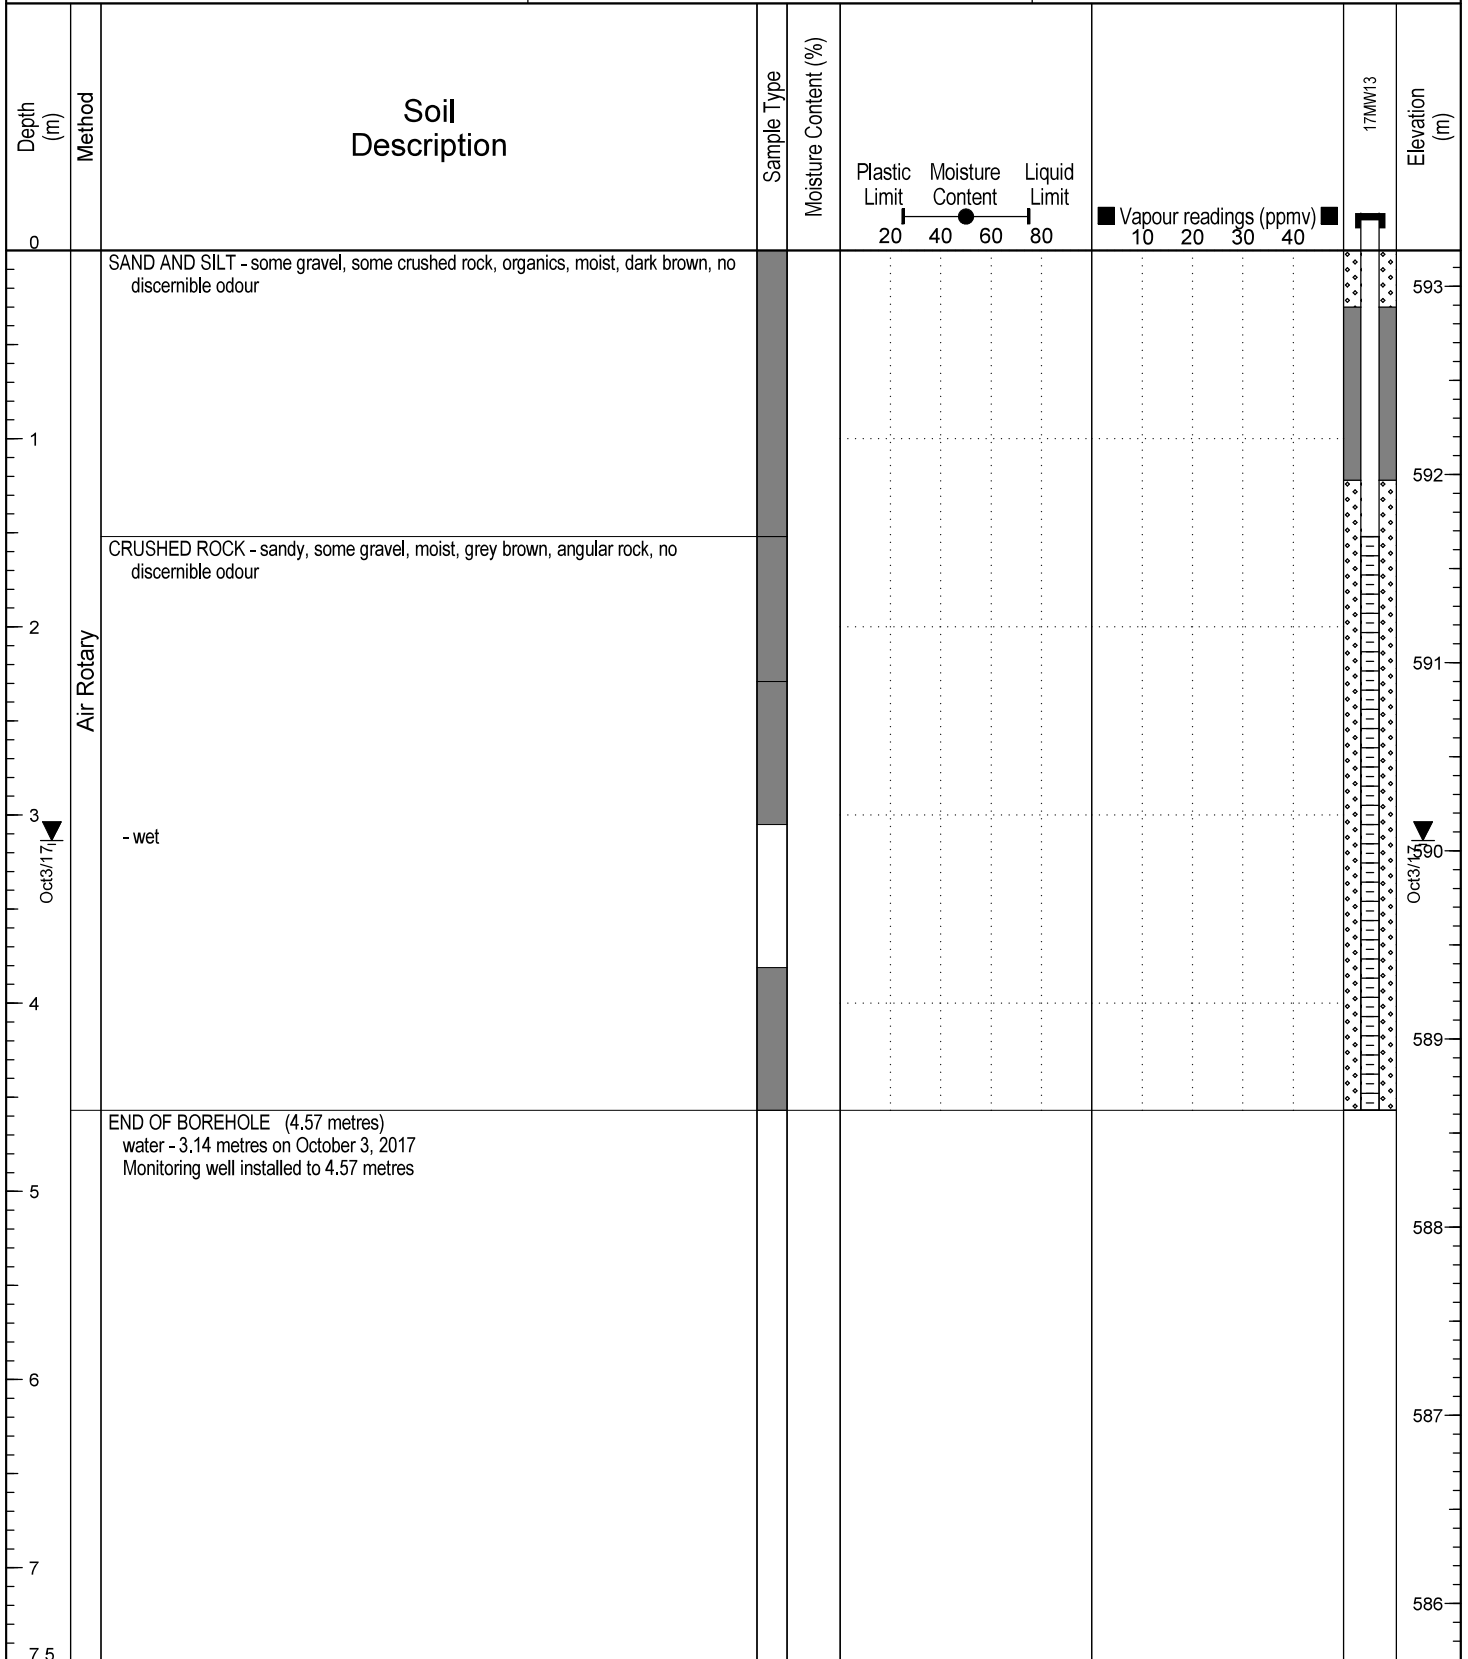 Depth
(m)
Method
Soil
Description
Sample Type
Moisture Content (%)
Plastic
Limit
Moisture
Content
Liquid
Limit
20 40 60 80
Vapour readings (ppmv)
10 20 30 40
17MW13
Elevation
(m)
0
SAND AND SILT - some gravel, some crushed rock, organics, moist, dark brown, no
discernible odour
593
1
592
CRUSHED ROCK - sandy, some gravel, moist, grey brown, angular rock, no
discernible odour
2
Air Rotary
591
3
- wet
Oct3/17
590
Oct3/17
4
589
END OF BOREHOLE (4.57 metres)
water - 3.14 metres on October 3, 2017
Monitoring well installed to 4.57 metres
5
588
6
587
7
586
7.5